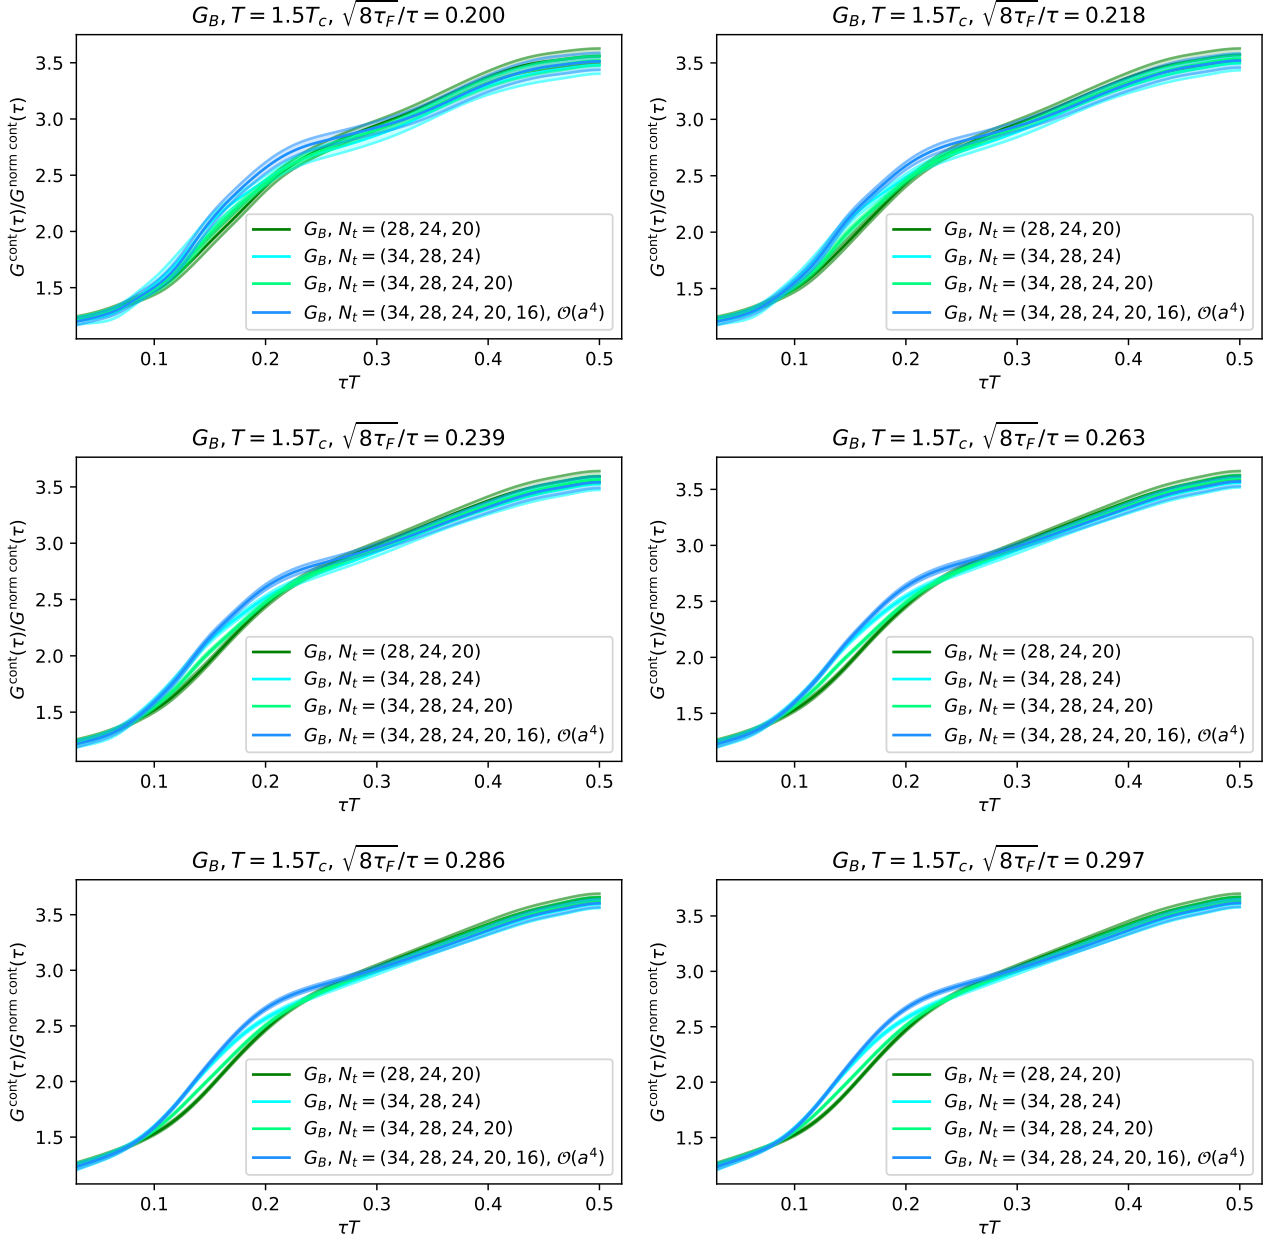 G_B, T = 1.5T_c, √8τ_F/τ = 0.200
G^cont(τ)/G^norm cont(τ)
3.5
3.0
2.5
2.0
1.5
G_B, N_t = (28, 24, 20)
G_B, N_t = (34, 28, 24)
G_B, N_t = (34, 28, 24, 20)
G_B, N_t = (34, 28, 24, 20, 16), 𝒪(a⁴)
0.1 0.2 0.3 0.4 0.5
τT
G_B, T = 1.5T_c, √8τ_F/τ = 0.218
G^cont(τ)/G^norm cont(τ)
3.5
3.0
2.5
2.0
1.5
G_B, N_t = (28, 24, 20)
G_B, N_t = (34, 28, 24)
G_B, N_t = (34, 28, 24, 20)
G_B, N_t = (34, 28, 24, 20, 16), 𝒪(a⁴)
0.1 0.2 0.3 0.4 0.5
τT
G_B, T = 1.5T_c, √8τ_F/τ = 0.239
G^cont(τ)/G^norm cont(τ)
3.5
3.0
2.5
2.0
1.5
G_B, N_t = (28, 24, 20)
G_B, N_t = (34, 28, 24)
G_B, N_t = (34, 28, 24, 20)
G_B, N_t = (34, 28, 24, 20, 16), 𝒪(a⁴)
0.1 0.2 0.3 0.4 0.5
τT
G_B, T = 1.5T_c, √8τ_F/τ = 0.263
G^cont(τ)/G^norm cont(τ)
3.5
3.0
2.5
2.0
1.5
G_B, N_t = (28, 24, 20)
G_B, N_t = (34, 28, 24)
G_B, N_t = (34, 28, 24, 20)
G_B, N_t = (34, 28, 24, 20, 16), 𝒪(a⁴)
0.1 0.2 0.3 0.4 0.5
τT
G_B, T = 1.5T_c, √8τ_F/τ = 0.286
G^cont(τ)/G^norm cont(τ)
3.5
3.0
2.5
2.0
1.5
G_B, N_t = (28, 24, 20)
G_B, N_t = (34, 28, 24)
G_B, N_t = (34, 28, 24, 20)
G_B, N_t = (34, 28, 24, 20, 16), 𝒪(a⁴)
0.1 0.2 0.3 0.4 0.5
τT
G_B, T = 1.5T_c, √8τ_F/τ = 0.297
G^cont(τ)/G^norm cont(τ)
3.5
3.0
2.5
2.0
1.5
G_B, N_t = (28, 24, 20)
G_B, N_t = (34, 28, 24)
G_B, N_t = (34, 28, 24, 20)
G_B, N_t = (34, 28, 24, 20, 16), 𝒪(a⁴)
0.1 0.2 0.3 0.4 0.5
τT